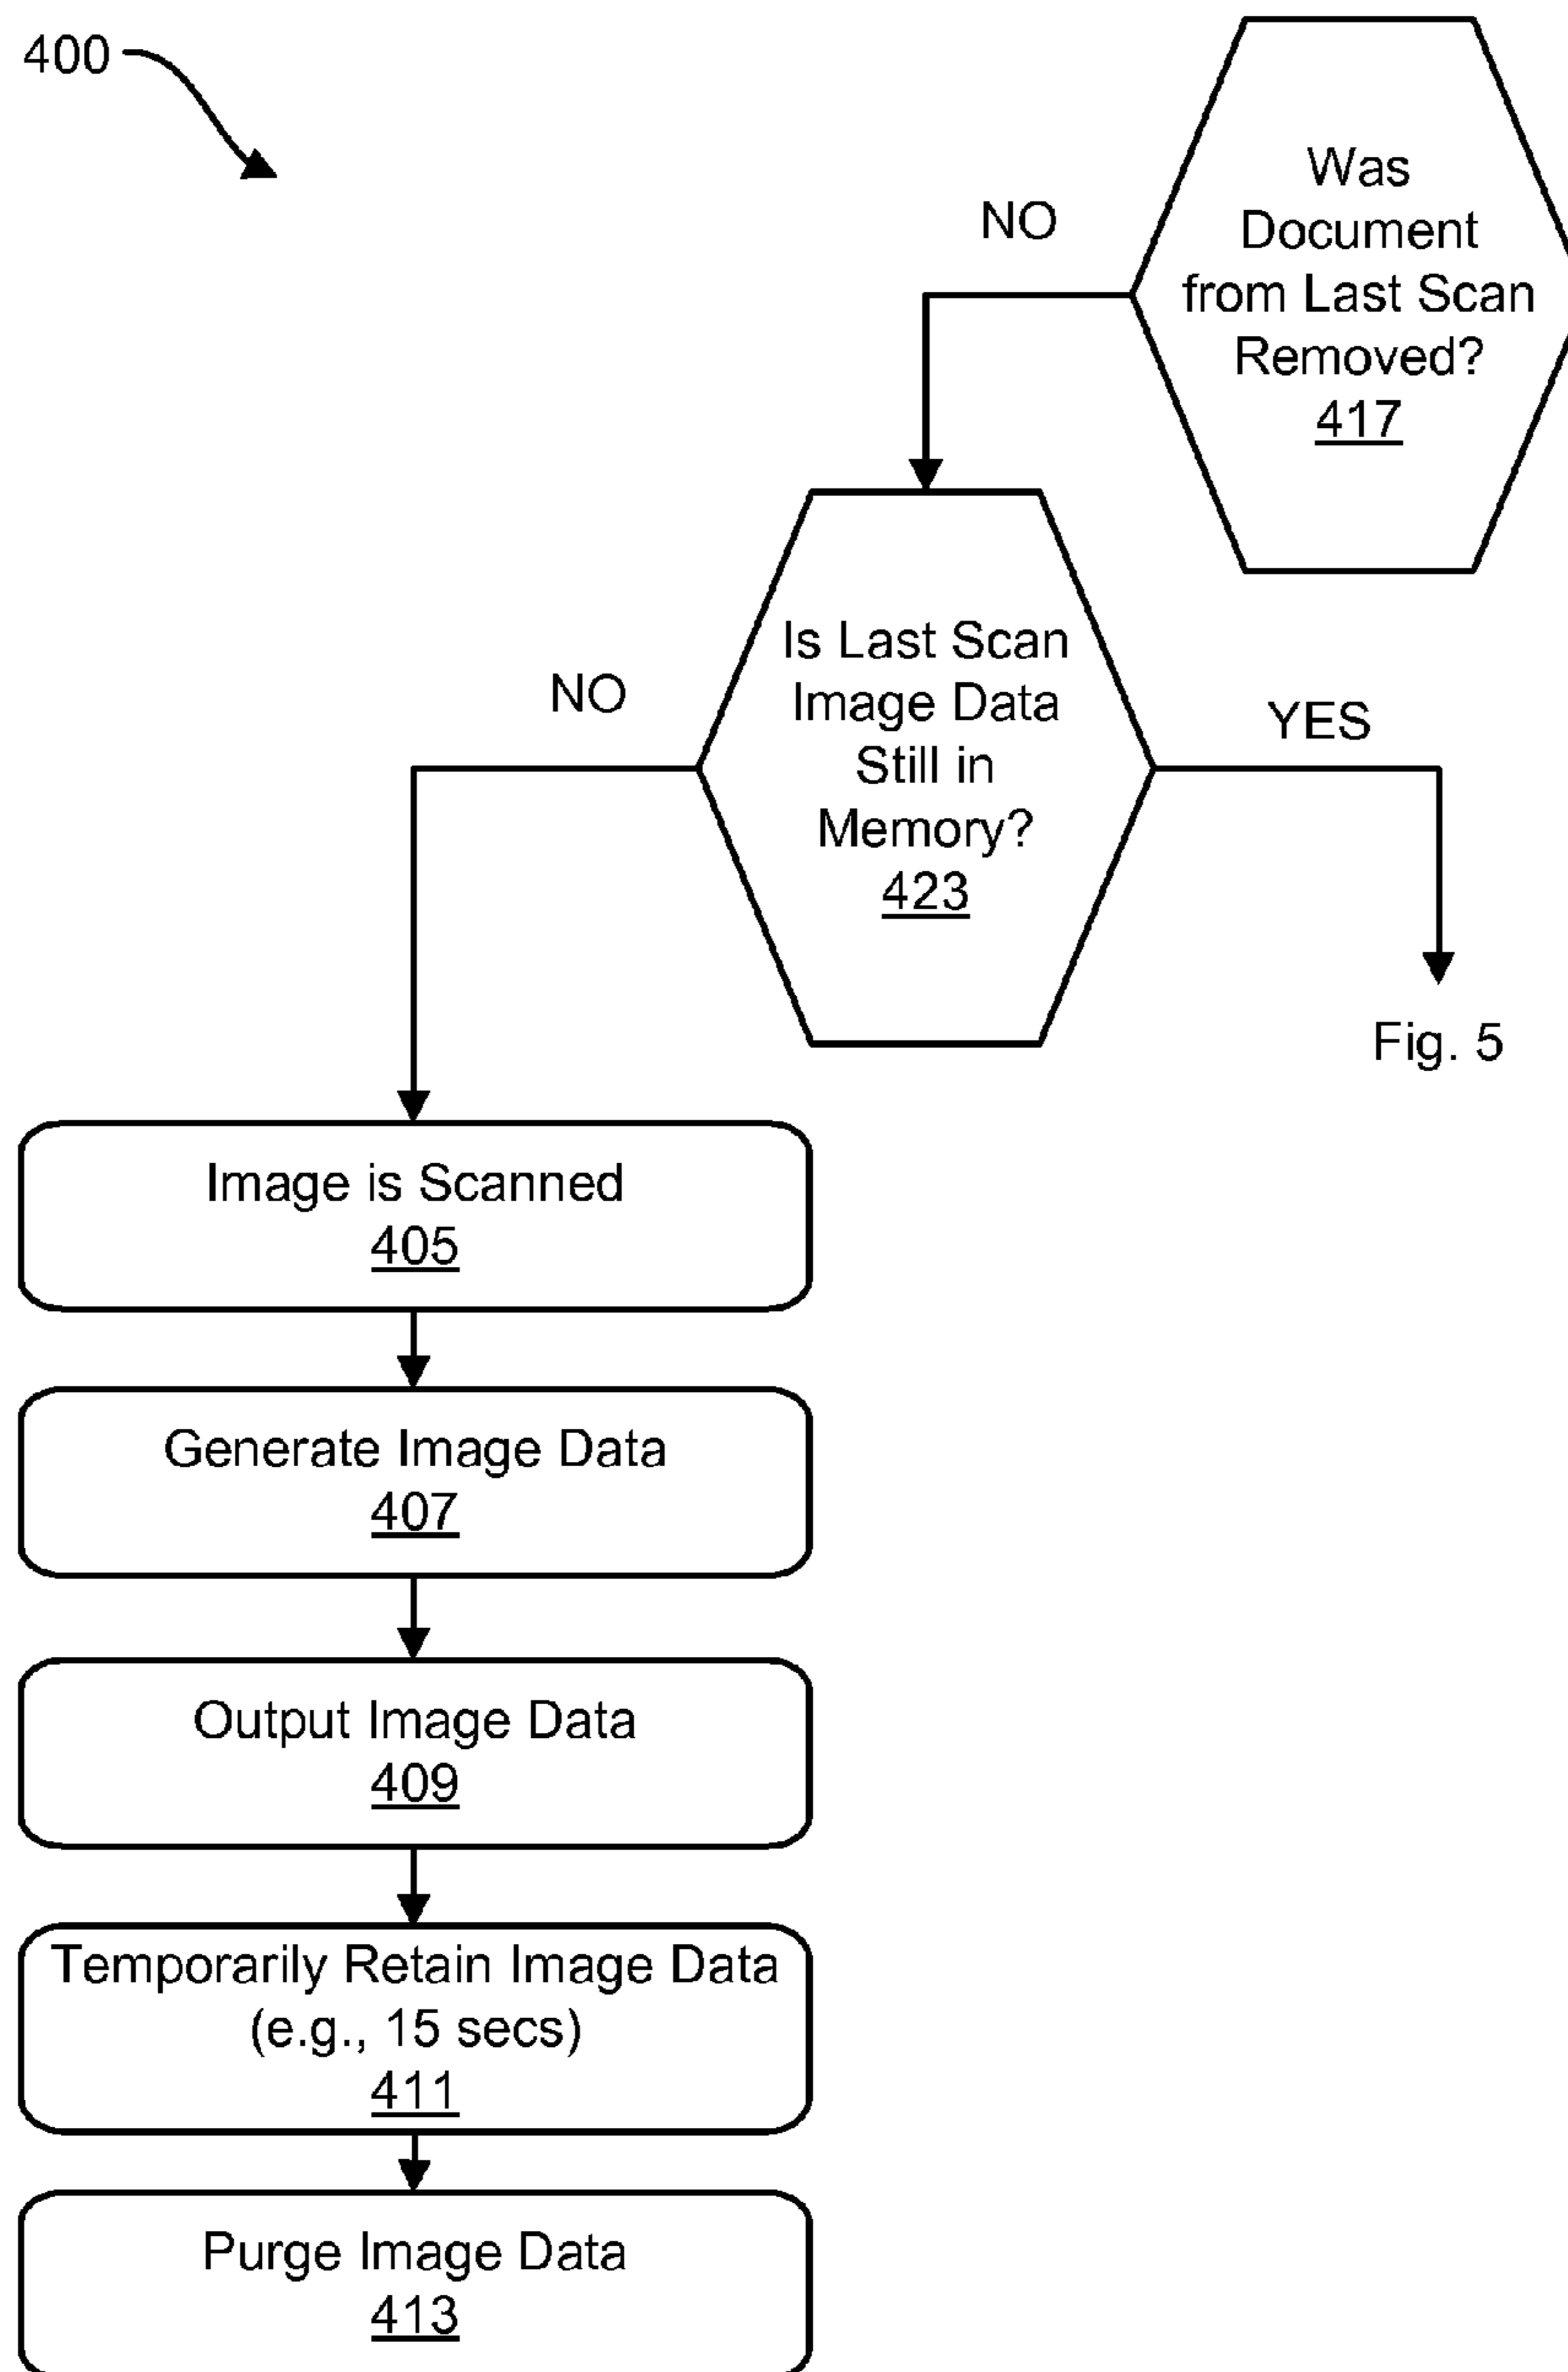 400
Was
Document
from Last Scan
Removed?
417
NO
Is Last Scan
Image Data
Still in
Memory?
423
NO
YES
Fig. 5
Image is Scanned
405
Generate Image Data
407
Output Image Data
409
Temporarily Retain Image Data
(e.g., 15 secs)
411
Purge Image Data
413